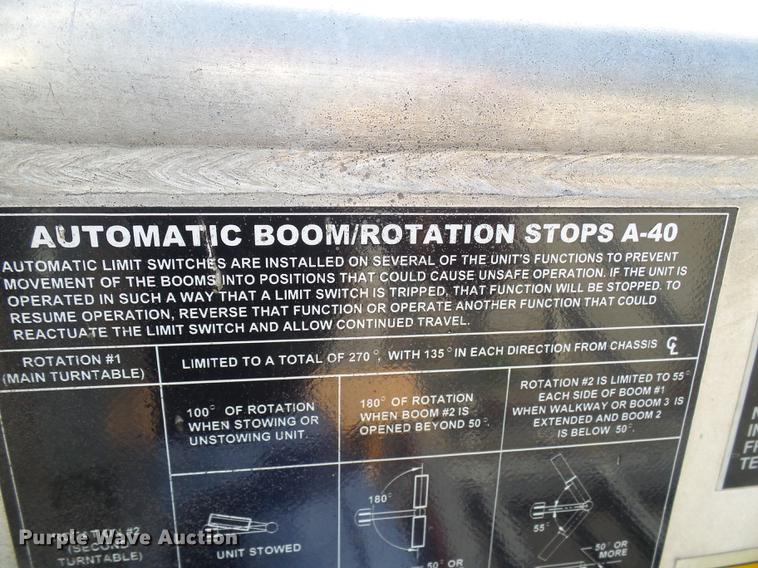 AUTOMATIC BOOM/ROTATION STOPS A-40
AUTOMATIC LIMIT SWITCHES ARE INSTALLED ON SEVERAL OF THE UNIT'S FUNCTIONS TO PREVENT
MOVEMENT OF THE BOOMS INTO POSITIONS THAT COULD CAUSE UNSAFE OPERATION. IF THE UNIT IS
OPERATED IN SUCH A WAY THAT A LIMIT SWITCH IS TRIPPED, THAT FUNCTION WILL BE STOPPED. TO
RESUME OPERATION, REVERSE THAT FUNCTION OR OPERATE ANOTHER FUNCTION THAT COULD
REACTUATE THE LIMIT SWITCH AND ALLOW CONTINUED TRAVEL.
ROTATION #1
(MAIN TURNTABLE)
LIMITED TO A TOTAL OF 270°, WITH 135° IN EACH DIRECTION FROM CHASSIS ℄
100° OF ROTATION
WHEN STOWING OR
UNSTOWING UNIT.
180° OF ROTATION
WHEN BOOM #2 IS
OPENED BEYOND 50°.
ROTATION #2 IS LIMITED TO 55°
EACH SIDE OF BOOM #1
WHEN WALKWAY OR BOOM 3 IS
EXTENDED AND BOOM 2
IS BELOW 50°.
#2
(SECOND
TURNTABLE)
UNIT STOWED
180°
50° OR
55°
50° OR
MORE
Purple Wave Auction